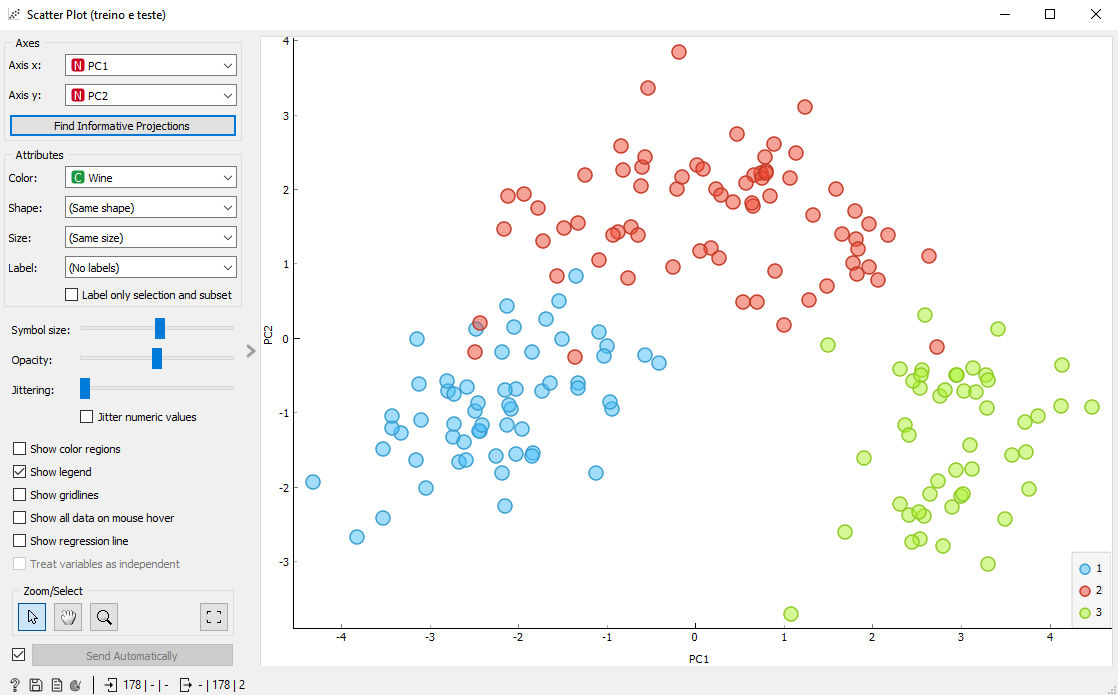 Scatter Plot (treino e teste)
Axes
Axis x: N PC1
Axis y: N PC2
Find Informative Projections
Attributes
Color: C Wine
Shape: (Same shape)
Size: (Same size)
Label: (No labels)
Label only selection and subset
Symbol size:
Opacity:
Jittering:
Jitter numeric values
Show color regions
Show legend
Show gridlines
Show all data on mouse hover
Show regression line
Treat variables as independent
Zoom/Select
Send Automatically
? 178 | - | - - | 178 | 2
4
3
2
1
0
-1
-2
-3
PC2
-4 -3 -2 -1 0 1 2 3 4
PC1
1
2
3